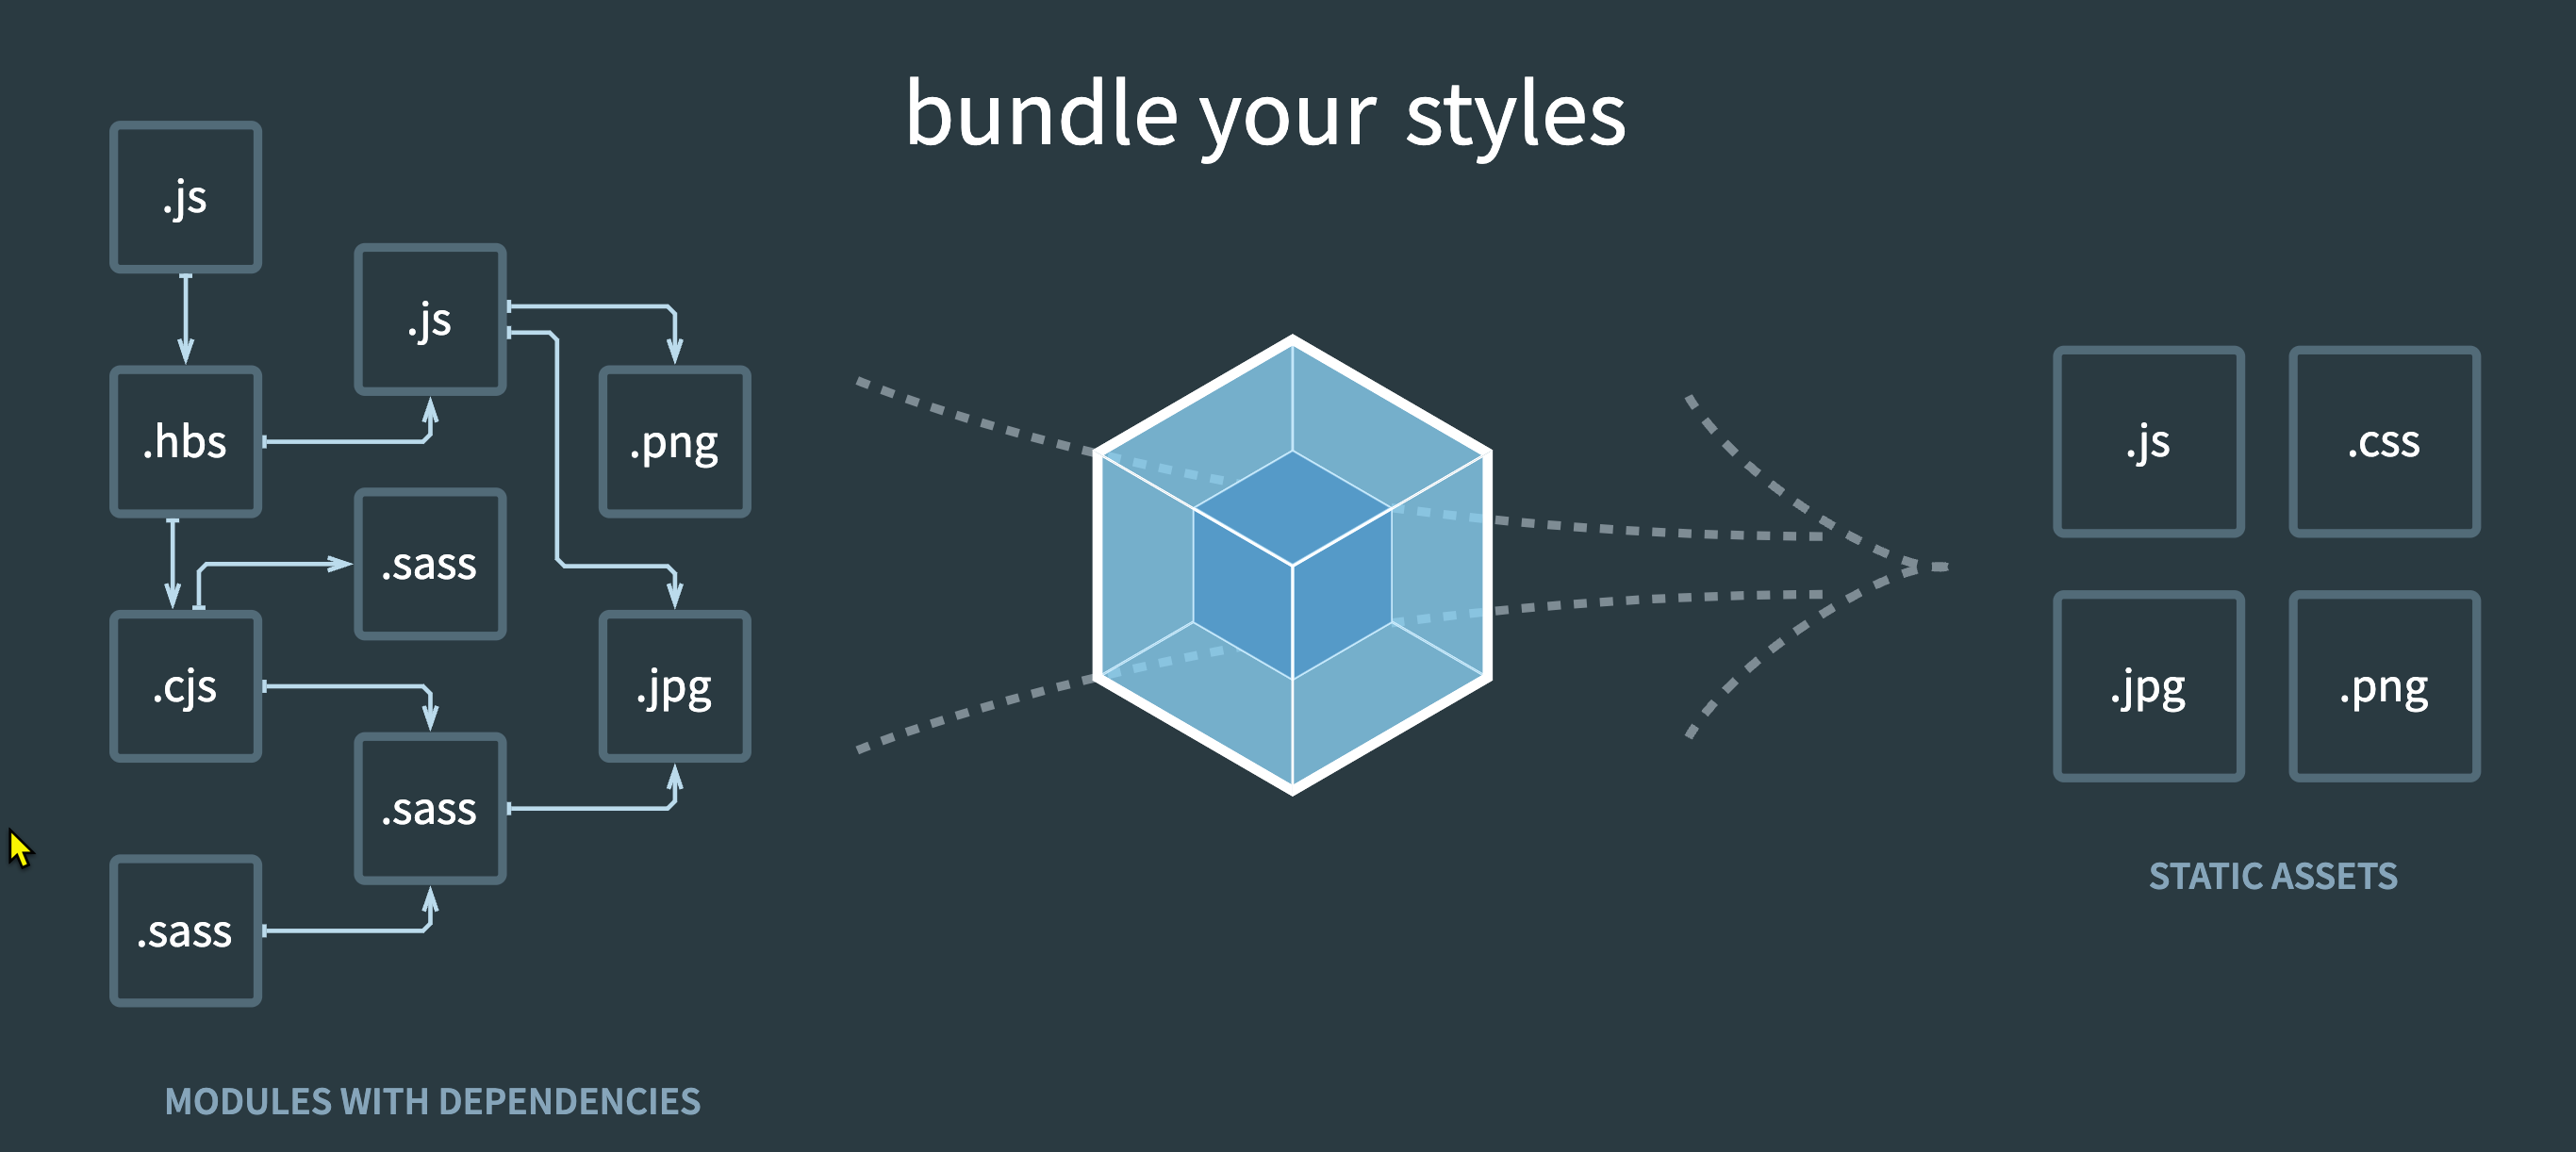 bundle your styles
.js
.js
.hbs
.png
.sass
.cjs
.jpg
.sass
.sass
MODULES WITH DEPENDENCIES
.js
.css
.jpg
.png
STATIC ASSETS